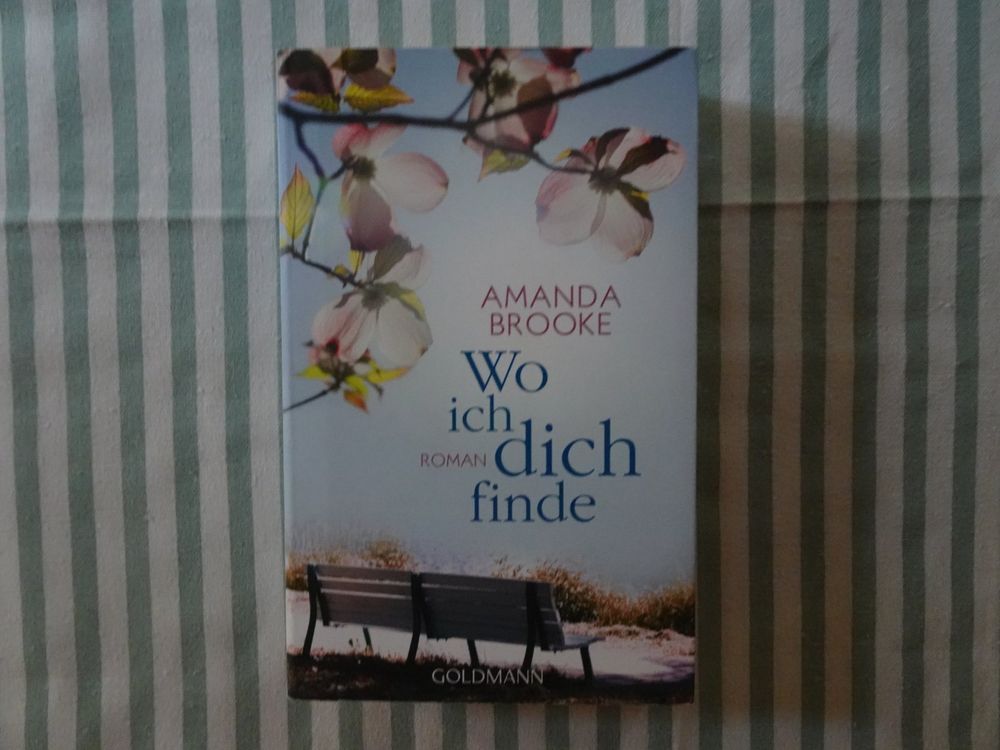 AMANDA
BROOKE
Wo
ich
dich
ROMAN
finde
GOLDMANN